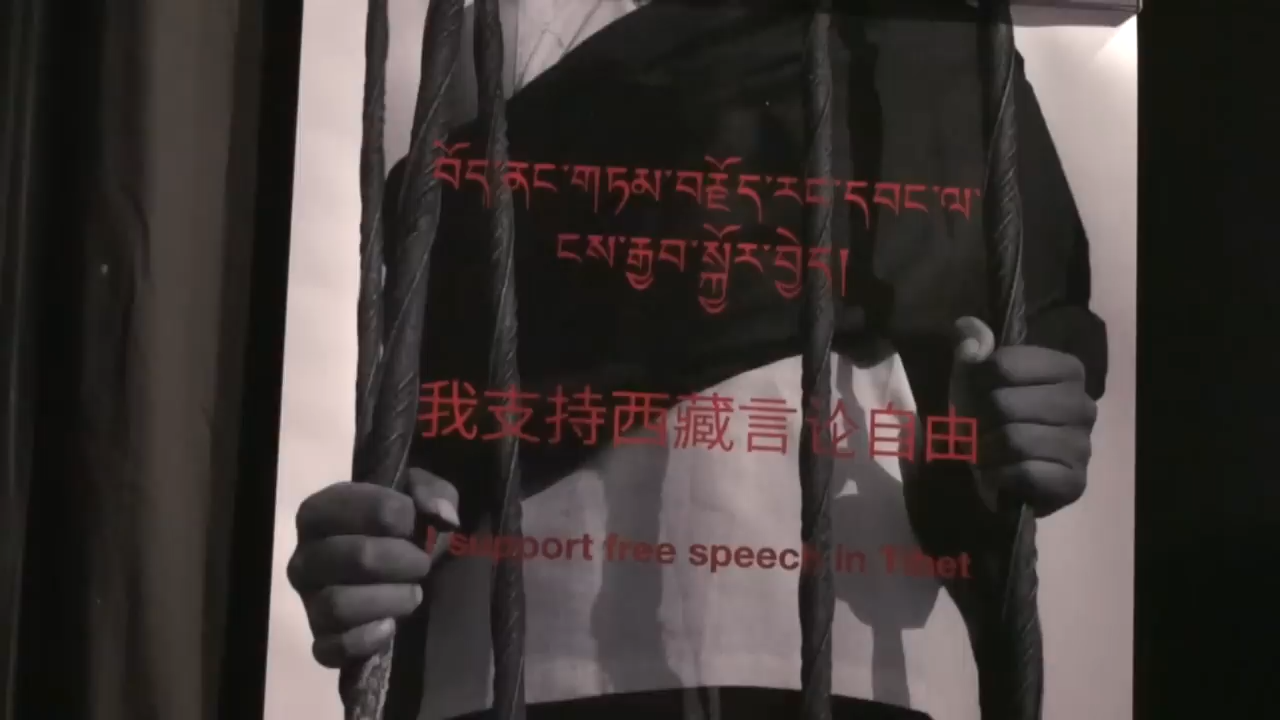 བོད་ནང་གཏམ་བརྗོད་རང་དབང་ལ་
ངས་རྒྱབ་སྐྱོར་བྱེད།
我支持西藏言论自由
I support free speech in Tibet